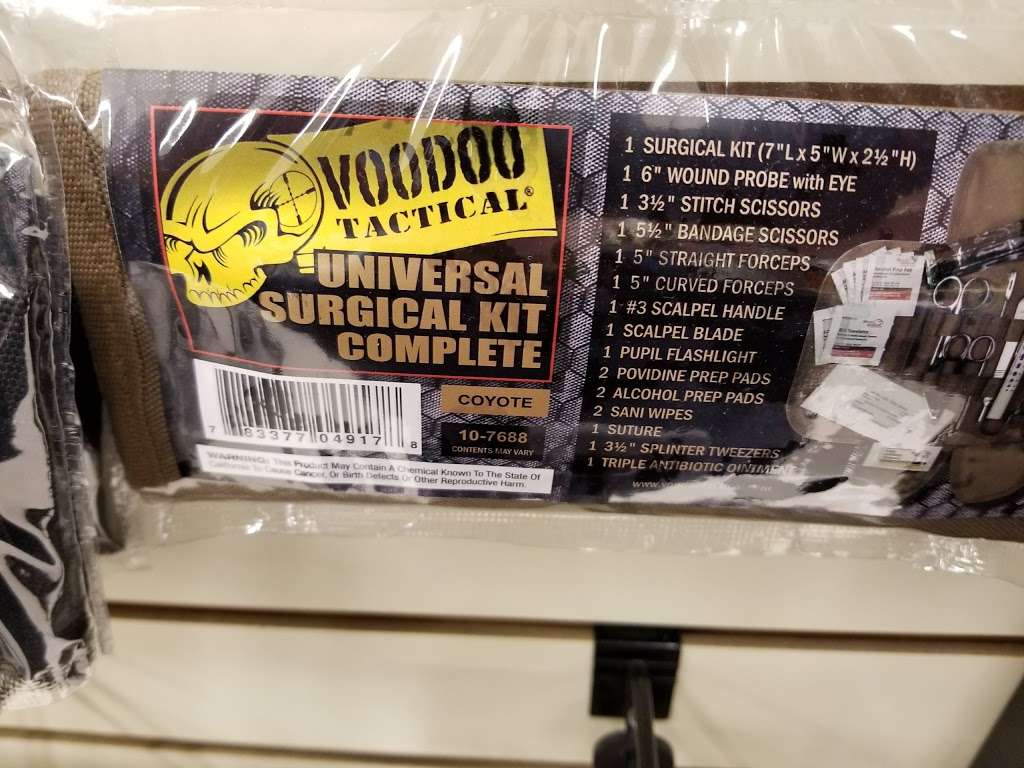 VOODOO
TACTICAL®
UNIVERSAL
SURGICAL KIT
COMPLETE
COYOTE
10-7688
CONTENTS MAY VARY
7 83377 04917 8
WARNING: This Product May Contain A Chemical Known To The State Of
California To Cause Cancer, Or Birth Defects Or Other Reproductive Harm.
1 SURGICAL KIT (7"L x 5"W x 2½"H)
1 6" WOUND PROBE with EYE
1 3½" STITCH SCISSORS
1 5½" BANDAGE SCISSORS
1 5" STRAIGHT FORCEPS
1 5" CURVED FORCEPS
1 #3 SCALPEL HANDLE
1 SCALPEL BLADE
1 PUPIL FLASHLIGHT
2 POVIDINE PREP PADS
2 ALCOHOL PREP PADS
2 SANI WIPES
1 SUTURE
1 3½" SPLINTER TWEEZERS
1 TRIPLE ANTIBIOTIC OINTMENT